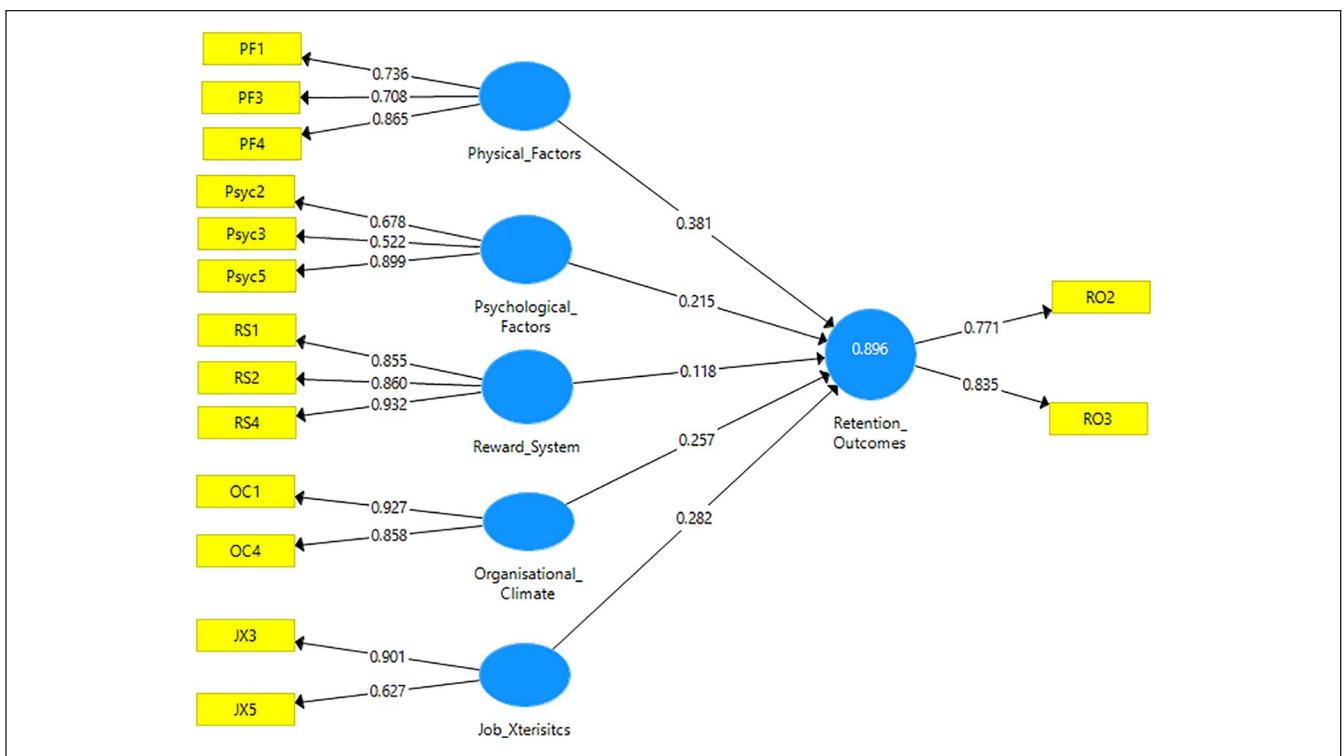 PF1
0.736
PF3
0.708
PF4
0.865
Physical_Factors
0.381
Psyc2
0.678
Psyc3
0.522
Psyc5
0.899
Psychological_
Factors
0.215
RS1
0.855
RS2
0.860
RS4
0.932
Reward_System
0.118
OC1
0.927
OC4
0.858
Organisational_
Climate
0.257
JX3
0.901
JX5
0.627
Job_Xterisitcs
0.282
0.896
Retention_
Outcomes
0.771
RO2
0.835
RO3